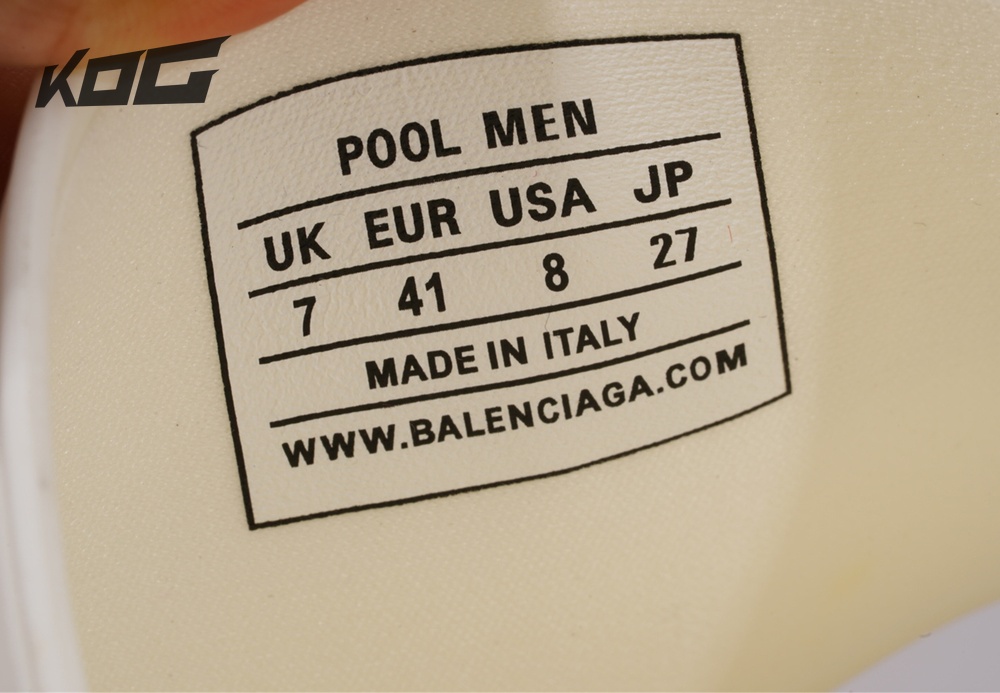 KOG
POOL MEN
UK EUR USA JP
7 41 8 27
MADE IN ITALY
WWW.BALENCIAGA.COM